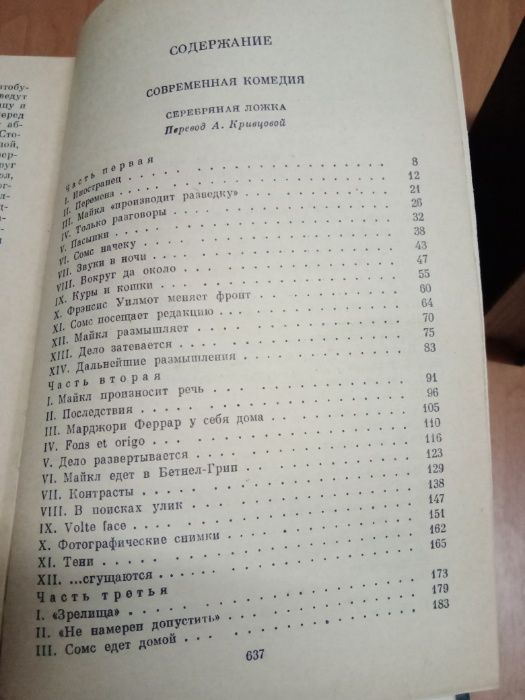 СОДЕРЖАНИЕ
СОВРЕМЕННАЯ КОМЕДИЯ
СЕРЕБРЯНАЯ ЛОЖКА
Перевод А. Кривцовой
Часть первая
I. Иностранец 8
II. Перемена 12
III. Майкл «производит разведку» 21
IV. Только разговоры 26
V. Пасынки 32
VI. Сомс начеку 38
VII. Звуки в ночи 43
VIII. Вокруг да около 47
IX. Куры и кошки 55
X. Фрэнсис Уилмот меняет фронт 60
XI. Сомс посещает редакцию 64
XII. Майкл размышляет 70
XIII. Дело затевается 75
XIV. Дальнейшие размышления 83
Часть вторая
I. Майкл произносит речь 91
II. Последствия 96
III. Марджори Феррар у себя дома 105
IV. Fons et origo 110
V. Дело развертывается 116
VI. Майкл едет в Бетнел-Грин 123
VII. Контрасты 129
VIII. В поисках улик 138
IX. Volte face 147
X. Фотографические снимки 151
XI. Тени 162
XII. ...сгущаются 165
Часть третья
I. «Зрелища» 173
II. «Не намерен допустить» 179
III. Сомс едет домой 183
637